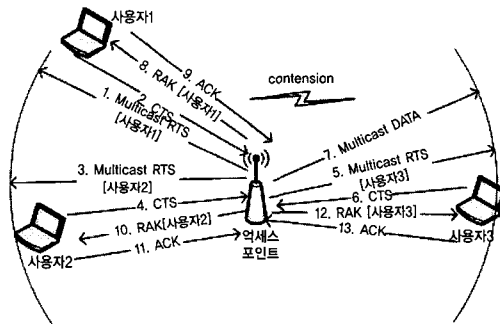 사용자1
9. ACK
8. RAK [사용자1]
2. CTS
1. Multicast RTS
[사용자1]
contension
7. Multicast DATA
3. Multicast RTS
[사용자2]
5. Multicast RTS
[사용자3]
4. CTS
6. CTS
10. RAK[사용자2]
12. RAK [사용자3]
11. ACK
13. ACK
사용자2
억세스
포인트
사용자3